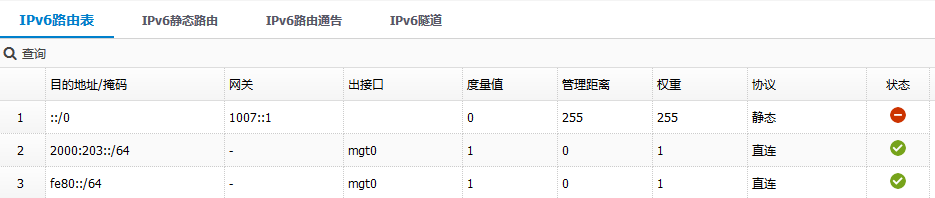 IPv6路由表 IPv6静态路由 IPv6路由通告 IPv6隧道
查询
目的地址/掩码 网关 出接口 度量值 管理距离 权重 协议 状态
1 ::/0 1007::1 0 255 255 静态
2 2000:203::/64 - mgt0 1 0 1 直连
3 fe80::/64 - mgt0 1 0 1 直连